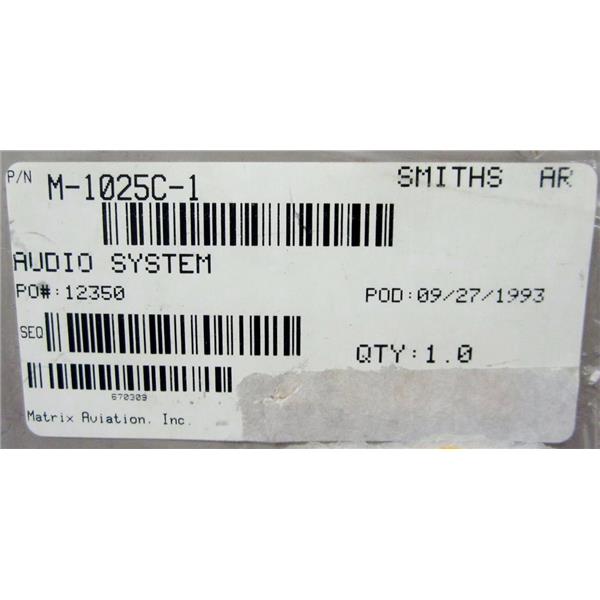 P/N M-1025C-1 SMITHS AR
AUDIO SYSTEM
PO#:12350 POD:09/27/1993
SEQ
QTY:1.0
670309
Matrix Aviation, Inc.